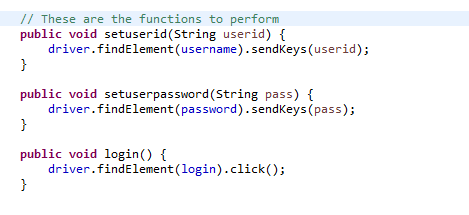 // These are the functions to perform
public void setuserid(String userid) {
    driver.findElement(username).sendKeys(userid);
}
public void setuserpassword(String pass) {
    driver.findElement(password).sendKeys(pass);
}
public void login() {
    driver.findElement(login).click();
}